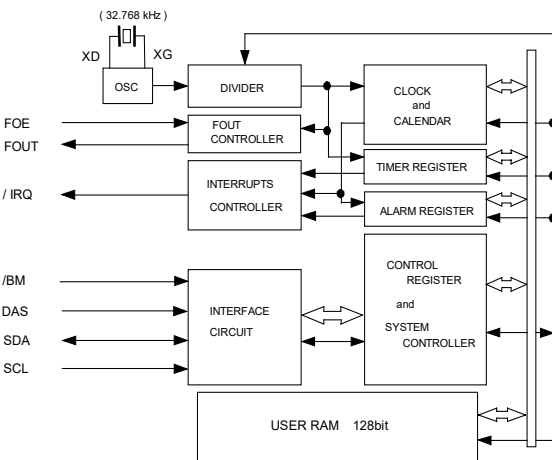 ( 32.768 kHz )
XD
XG
OSC
DIVIDER
CLOCK
and
CALENDAR
FOE
FOUT
FOUT
CONTROLLER
TIMER REGISTER
/ IRQ
INTERRUPTS
CONTROLLER
ALARM REGISTER
/BM
DAS
SDA
SCL
INTERFACE
CIRCUIT
CONTROL
REGISTER
and
SYSTEM
CONTROLLER
USER RAM 128bit